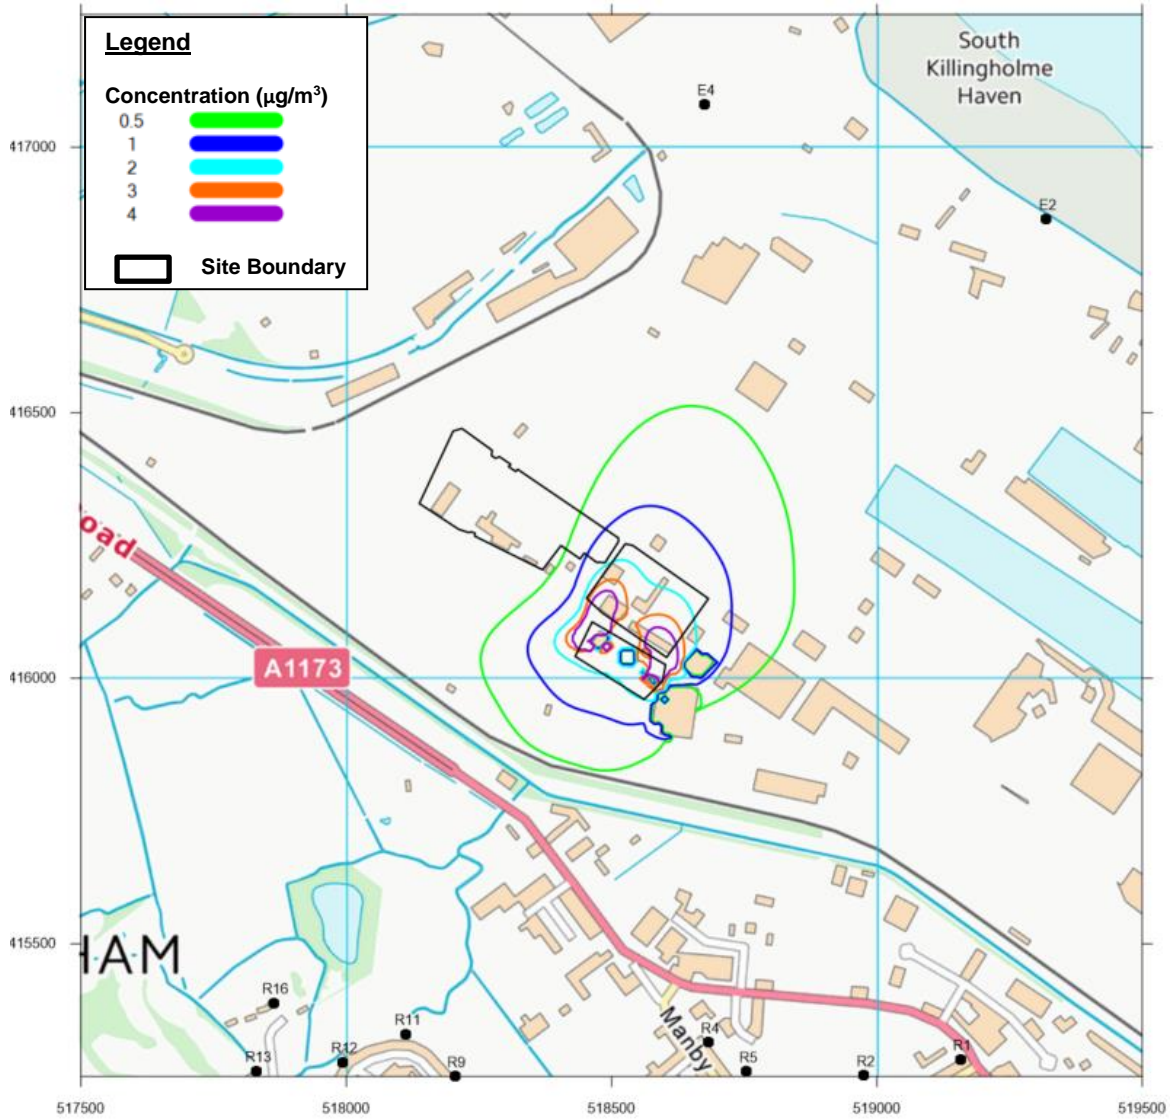 Legend
Concentration (µg/m³)
0.5
1
2
3
4
Site Boundary
South
Killingholme
Haven
E4
E2
417000
416500
416000
415500
oad
A1173
HAM
Manby
R16
R11
R13
R12
R9
R4
R5
R2
R1
517500
518000
518500
519000
519500